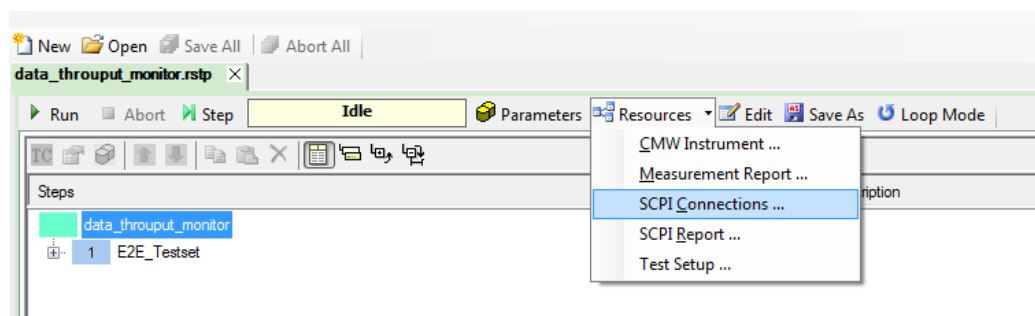 New Open Save All Abort All
data_throuput_monitor.rstp
Run Abort Step Idle Parameters Resources Edit Save As Loop Mode
TC
CMW Instrument ...
Measurement Report ...
Steps ription
SCPI Connections ...
data_throuput_monitor
SCPI Report ...
1 E2E_Testset
Test Setup ...